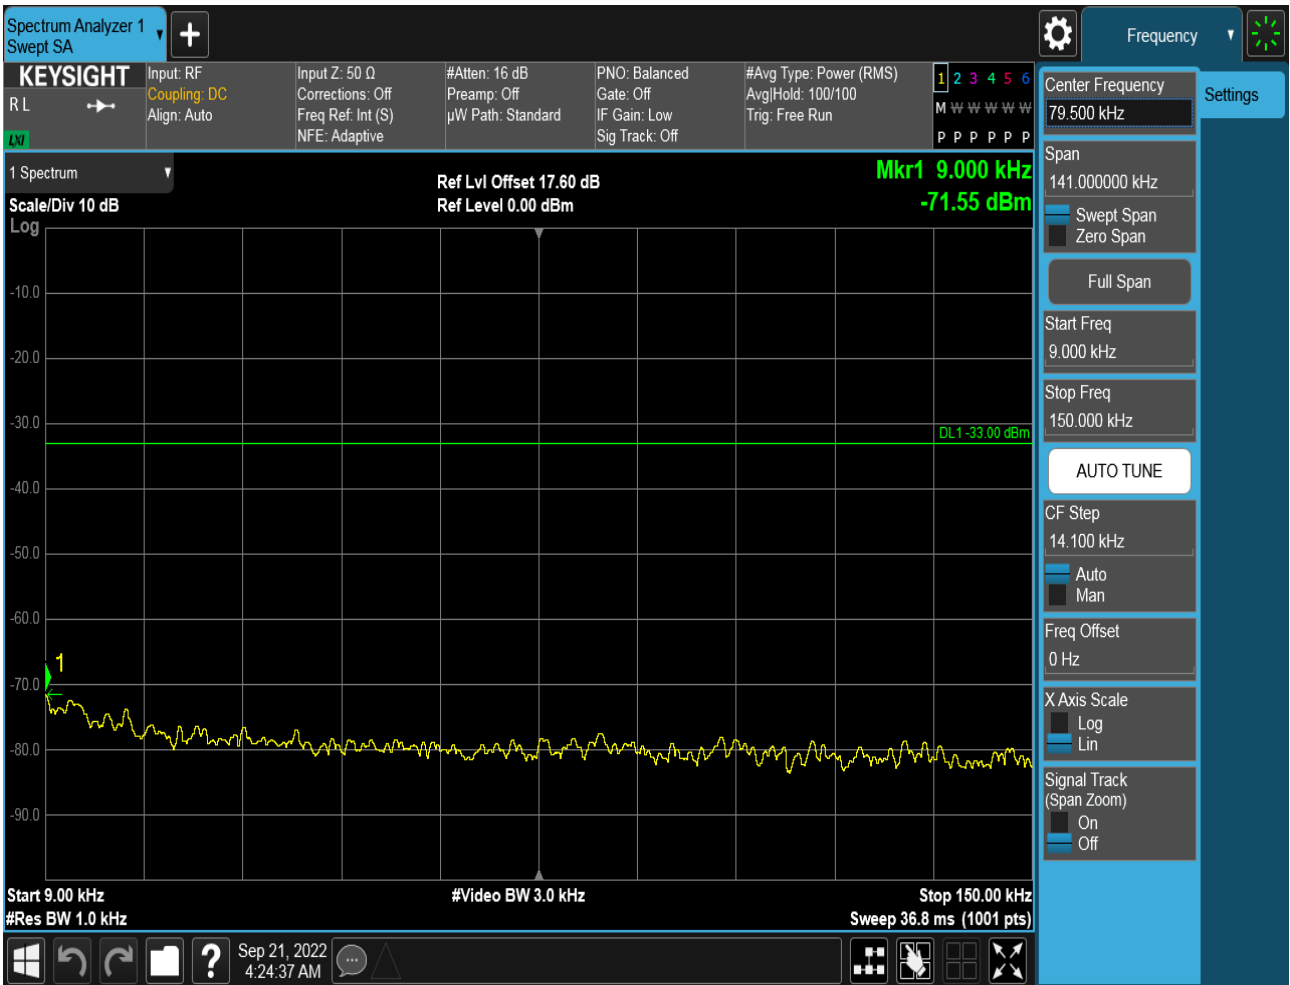 Spectrum Analyzer 1
Swept SA
Frequency
KEYSIGHT
R L
LXI
Input: RF
Coupling: DC
Align: Auto
Input Z: 50 Ω
Corrections: Off
Freq Ref: Int (S)
NFE: Adaptive
#Atten: 16 dB
Preamp: Off
µW Path: Standard
PNO: Balanced
Gate: Off
IF Gain: Low
Sig Track: Off
#Avg Type: Power (RMS)
Avg|Hold: 100/100
Trig: Free Run
1 2 3 4 5 6
M W W W W W
P P P P P P
1 Spectrum
Scale/Div 10 dB
Log
Ref Lvl Offset 17.60 dB
Ref Level 0.00 dBm
Mkr1 9.000 kHz
-71.55 dBm
-10.0
-20.0
-30.0
DL1 -33.00 dBm
-40.0
-50.0
-60.0
1
-70.0
-80.0
-90.0
Start 9.00 kHz
#Res BW 1.0 kHz
#Video BW 3.0 kHz
Stop 150.00 kHz
Sweep 36.8 ms (1001 pts)
?
Sep 21, 2022
4:24:37 AM
Center Frequency
79.500 kHz
Settings
Span
141.000000 kHz
Swept Span
Zero Span
Full Span
Start Freq
9.000 kHz
Stop Freq
150.000 kHz
AUTO TUNE
CF Step
14.100 kHz
Auto
Man
Freq Offset
0 Hz
X Axis Scale
Log
Lin
Signal Track
(Span Zoom)
On
Off